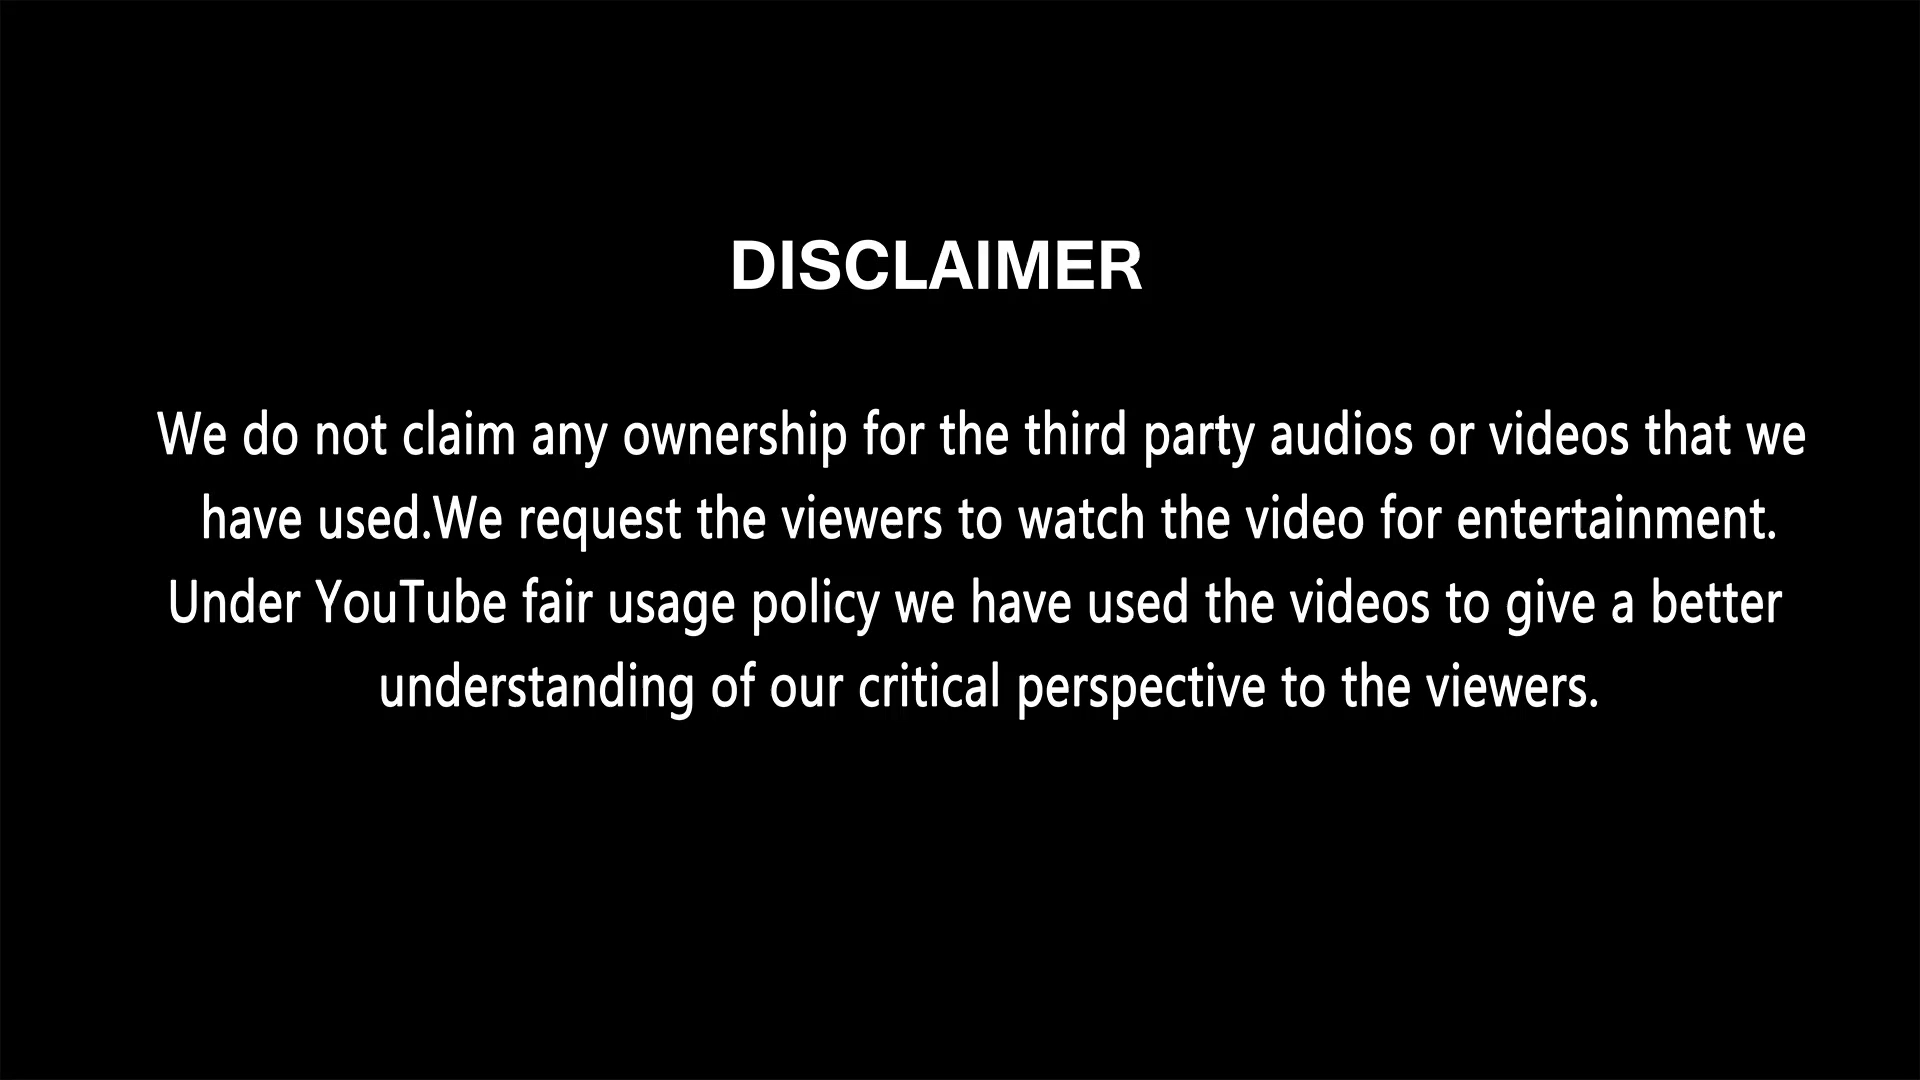 DISCLAIMER
We do not claim any ownership for the third party audios or videos that we
have used.We request the viewers to watch the video for entertainment.
Under YouTube fair usage policy we have used the videos to give a better
understanding of our critical perspective to the viewers.